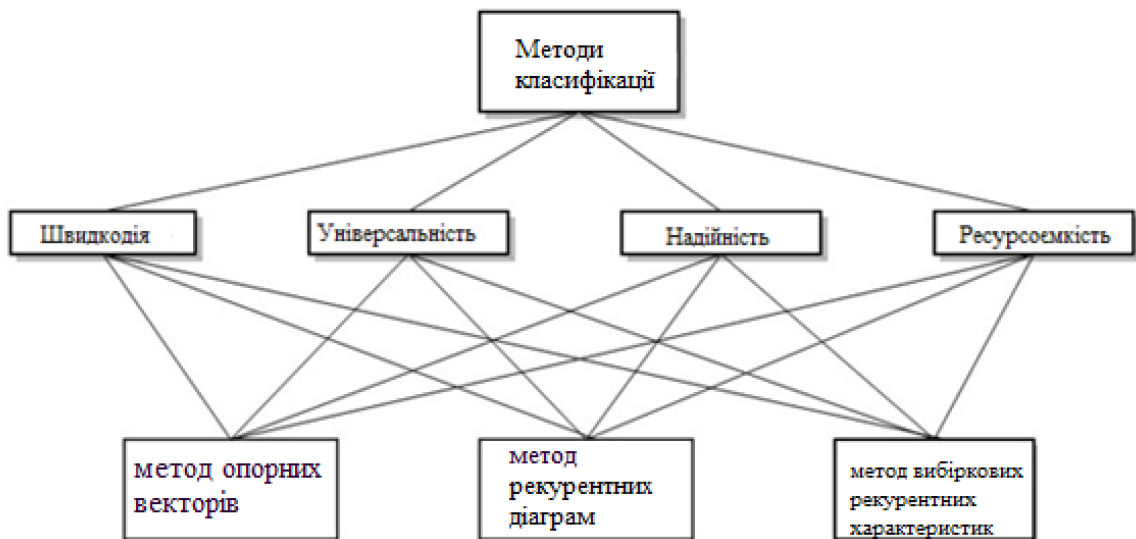 Методи
класифікації
Швидкодія
Універсальність
Надійність
Ресурсоємкість
метод опорних
векторів
метод
рекурентних
діаграм
метод вибіркових
рекурентних
характеристик